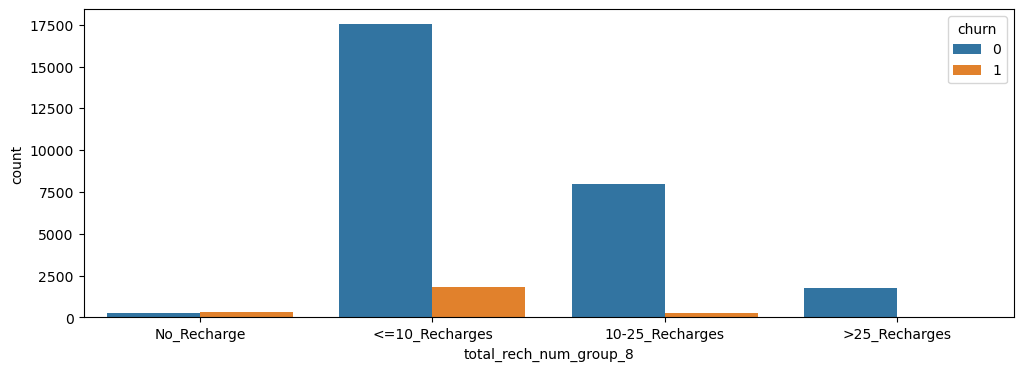 churn
0
1
17500
15000
12500
10000
7500
5000
2500
0
count
No_Recharge
<=10_Recharges
10-25_Recharges
>25_Recharges
total_rech_num_group_8